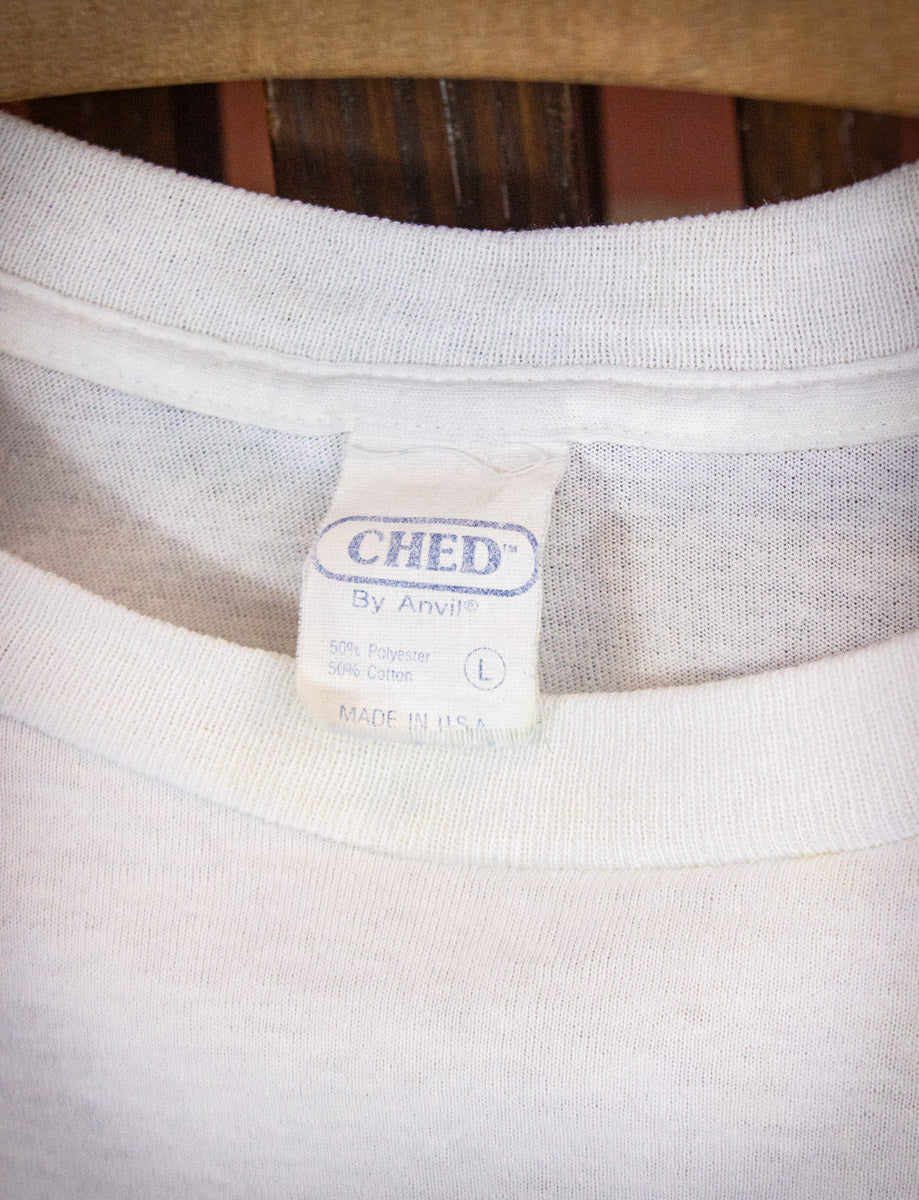 CHED™
By Anvil®
50% Polyester
50% Cotton
L
MADE IN U.S.A.